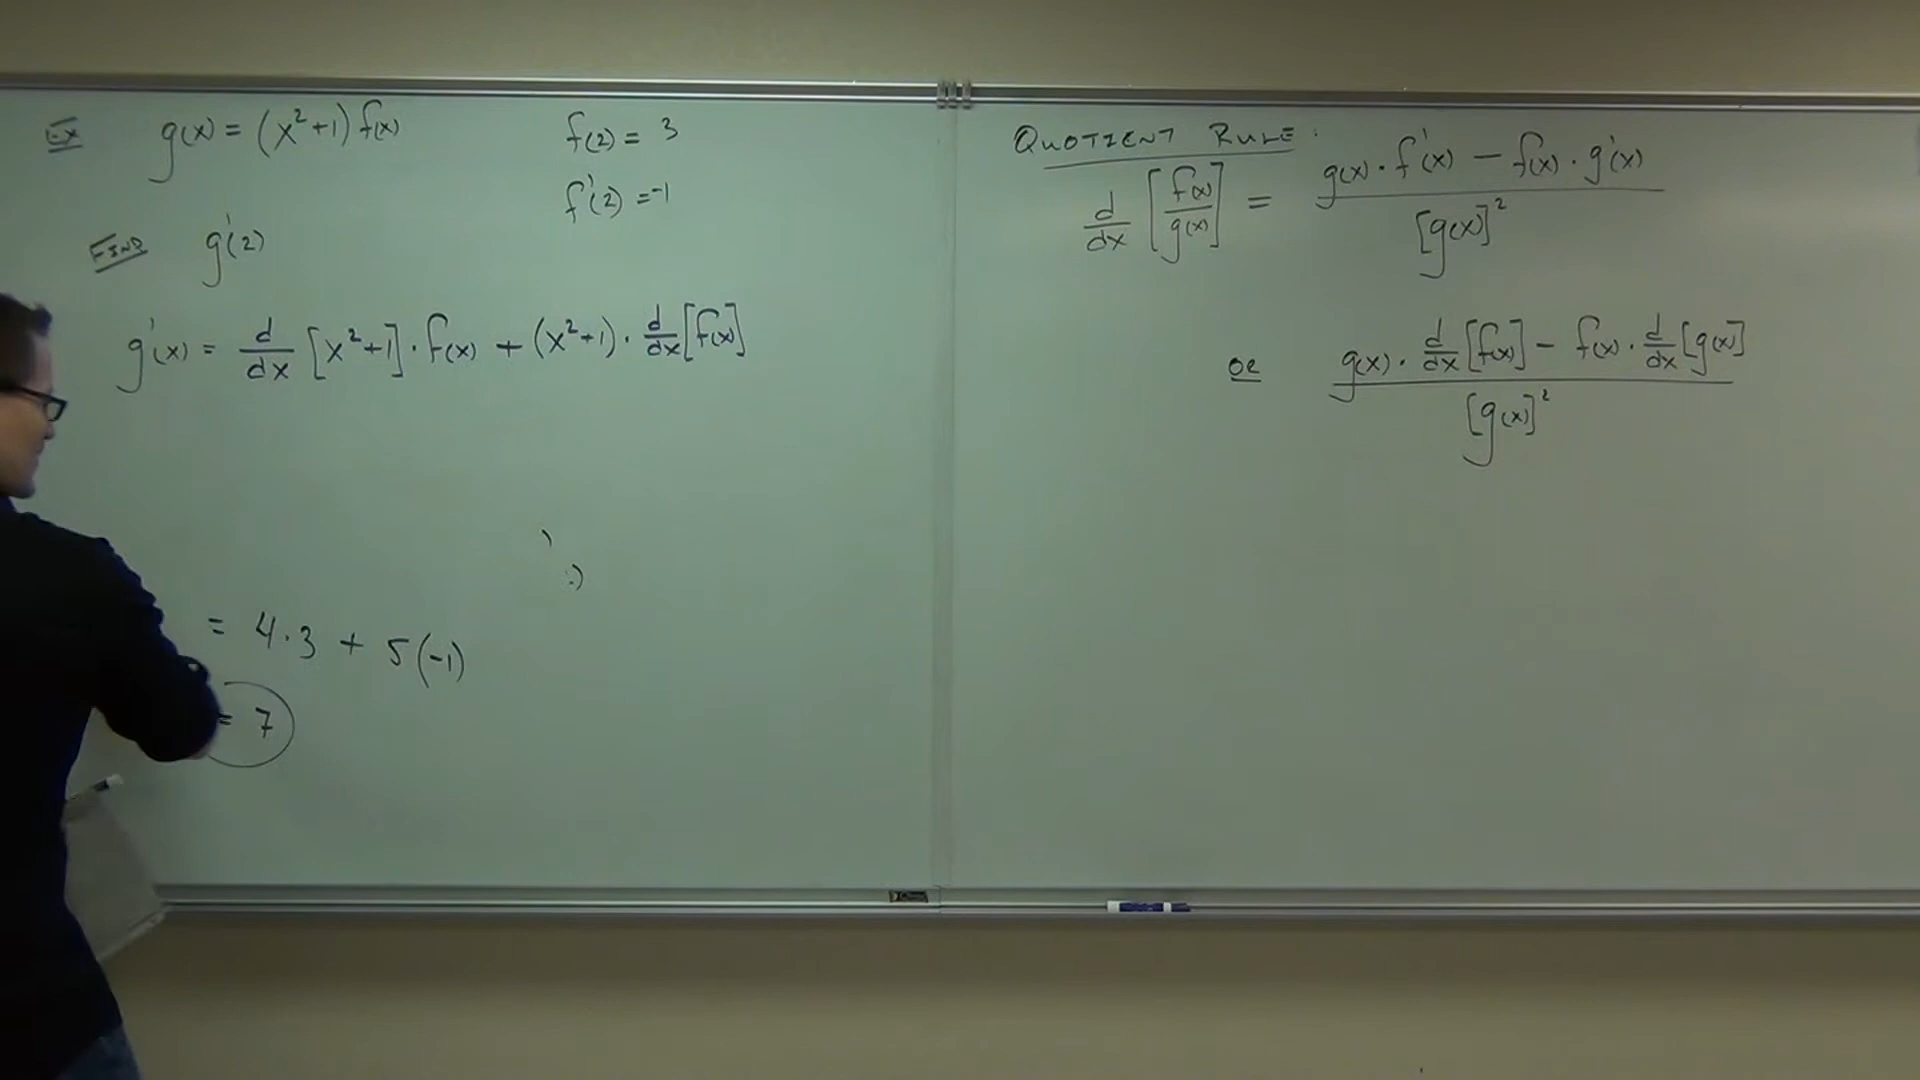 Ex g(x) = (x²+1) f(x) f(2) = 3
f'(2) = -1
FIND g'(2)
g'(x) = d/dx [x²+1] · f(x) + (x²+1) · d/dx [f(x)]
= 4·3 + 5(-1)
= 7
QUOTIENT RULE:
d/dx [f(x)/g(x)] = g(x)·f'(x) − f(x)·g'(x) / [g(x)]²
OR g(x)· d/dx [f(x)] − f(x)· d/dx [g(x)] / [g(x)]²